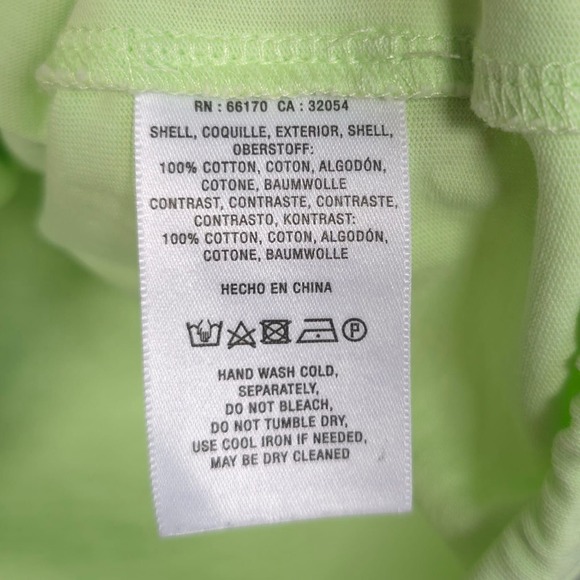 RN : 66170 CA : 32054
SHELL, COQUILLE, EXTERIOR, SHELL,
OBERSTOFF:
100% COTTON, COTON, ALGODÓN,
COTONE, BAUMWOLLE
CONTRAST, CONTRASTE, CONTRASTE,
CONTRASTO, KONTRAST:
100% COTTON, COTON, ALGODÓN,
COTONE, BAUMWOLLE
HECHO EN CHINA
P
HAND WASH COLD,
SEPARATELY,
DO NOT BLEACH,
DO NOT TUMBLE DRY,
USE COOL IRON IF NEEDED,
MAY BE DRY CLEANED